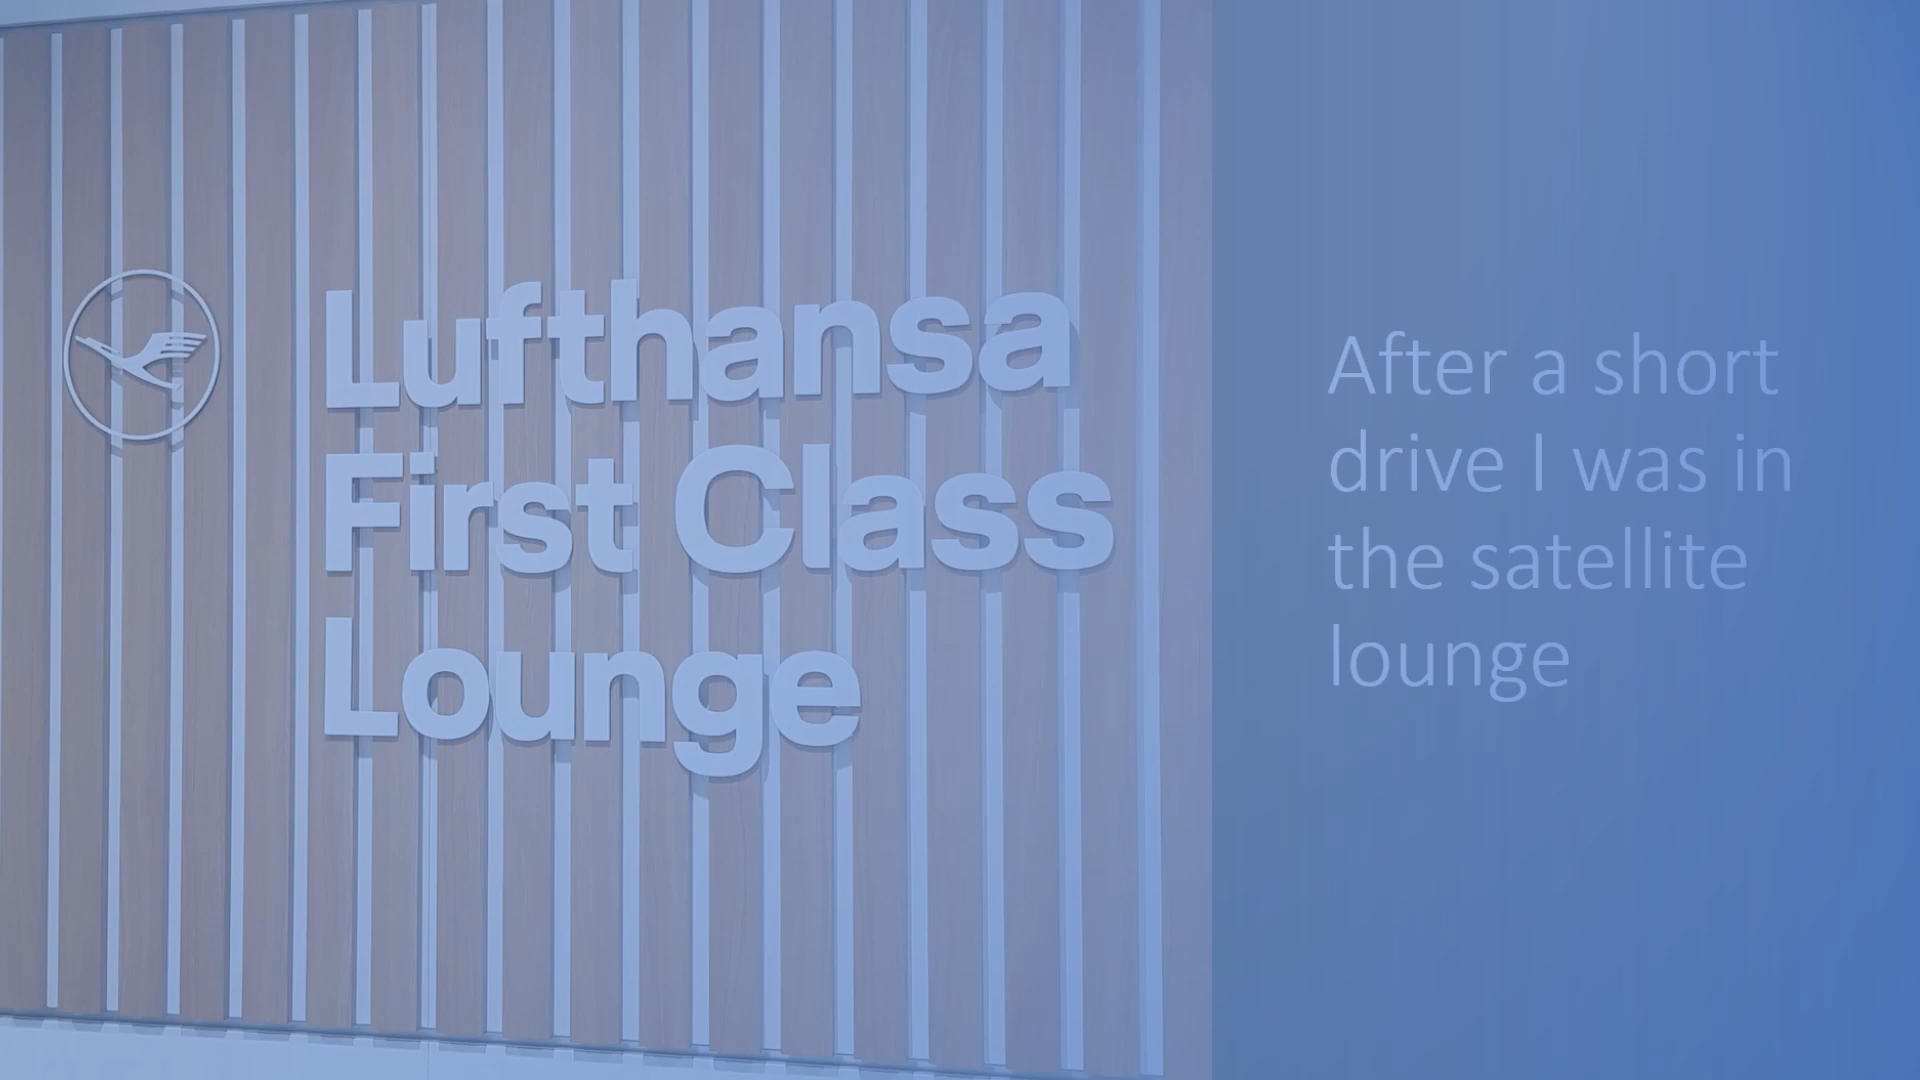 Lufthansa
First Class
Lounge
After a short
drive I was in
the satellite
lounge